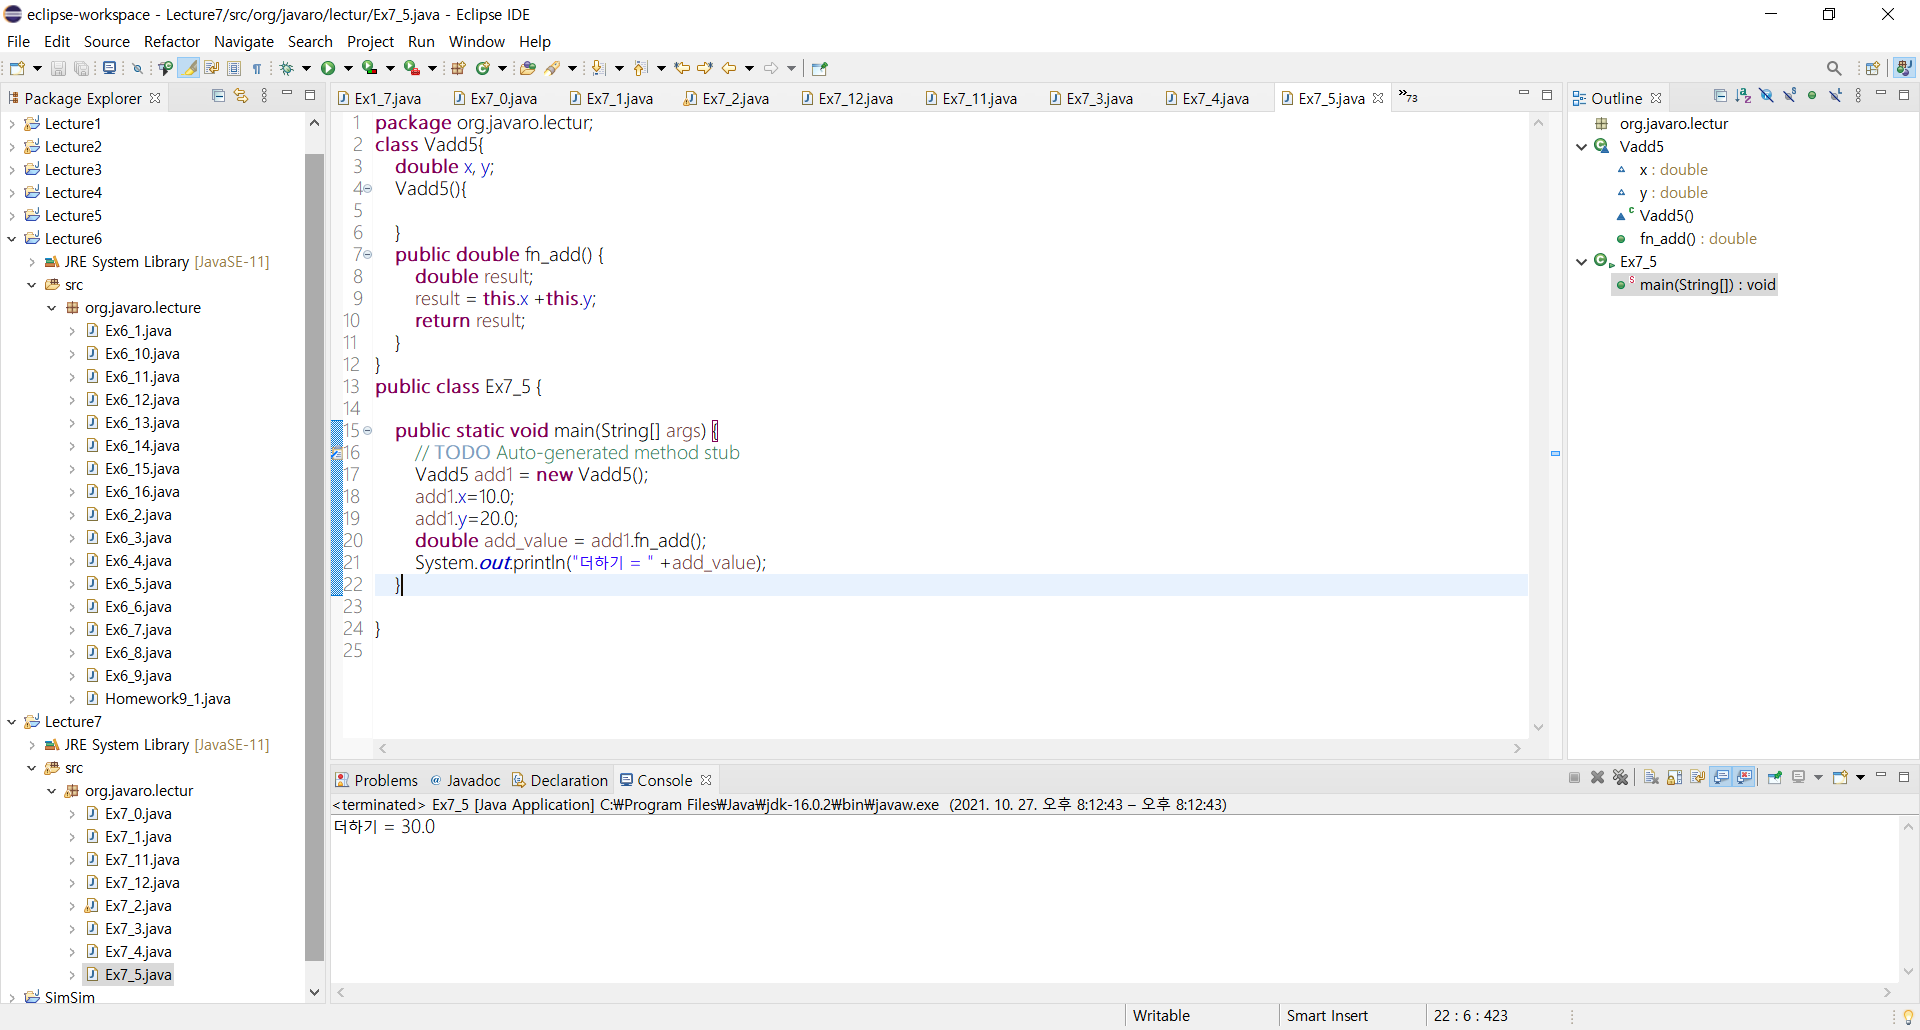 eclipse-workspace - Lecture7/src/org/javaro/lectur/Ex7_5.java - Eclipse IDE
File Edit Source Refactor Navigate Search Project Run Window Help
Package Explorer
Lecture1
Lecture2
Lecture3
Lecture4
Lecture5
Lecture6
JRE System Library [JavaSE-11]
src
org.javaro.lecture
Ex6_1.java
Ex6_10.java
Ex6_11.java
Ex6_12.java
Ex6_13.java
Ex6_14.java
Ex6_15.java
Ex6_16.java
Ex6_2.java
Ex6_3.java
Ex6_4.java
Ex6_5.java
Ex6_6.java
Ex6_7.java
Ex6_8.java
Ex6_9.java
Homework9_1.java
Lecture7
JRE System Library [JavaSE-11]
src
org.javaro.lectur
Ex7_0.java
Ex7_1.java
Ex7_11.java
Ex7_12.java
Ex7_2.java
Ex7_3.java
Ex7_4.java
Ex7_5.java
SimSim
Ex1_7.java Ex7_0.java Ex7_1.java Ex7_2.java Ex7_12.java Ex7_11.java Ex7_3.java Ex7_4.java Ex7_5.java »73
1 package org.javaro.lectur;
2 class Vadd5{
3 double x, y;
4 Vadd5(){
5
6 }
7 public double fn_add() {
8 double result;
9 result = this.x +this.y;
10 return result;
11 }
12 }
13 public class Ex7_5 {
14
15 public static void main(String[] args) {
16 // TODO Auto-generated method stub
17 Vadd5 add1 = new Vadd5();
18 add1.x=10.0;
19 add1.y=20.0;
20 double add_value = add1.fn_add();
21 System.out.println("더하기 = " +add_value);
22 }
23
24 }
25
Outline
org.javaro.lectur
Vadd5
x : double
y : double
Vadd5()
fn_add() : double
Ex7_5
main(String[]) : void
Problems @ Javadoc Declaration Console
<terminated> Ex7_5 [Java Application] C:₩Program Files₩Java₩jdk-16.0.2₩bin₩javaw.exe (2021. 10. 27. 오후 8:12:43 – 오후 8:12:43)
더하기 = 30.0
Writable Smart Insert 22 : 6 : 423